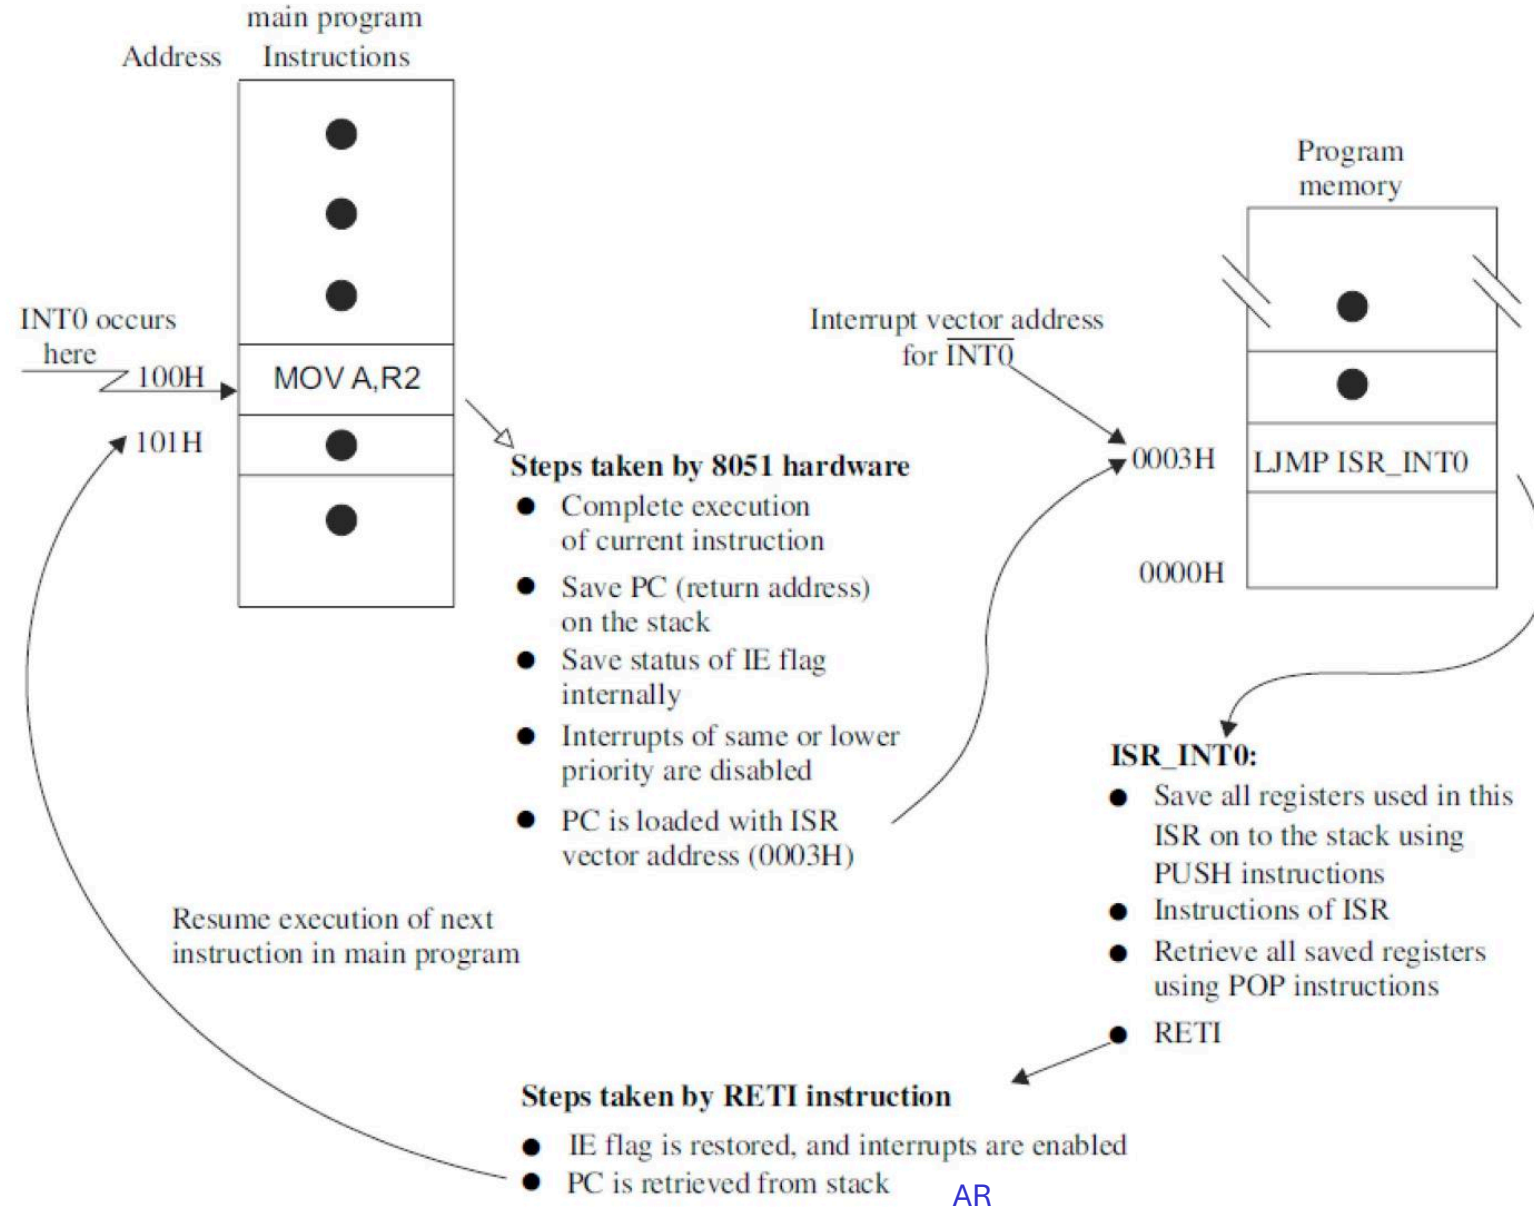 main program
Address Instructions
INT0 occurs
here
100H
MOV A,R2
101H
Steps taken by 8051 hardware
● Complete execution
of current instruction
● Save PC (return address)
on the stack
● Save status of IE flag
internally
● Interrupts of same or lower
priority are disabled
● PC is loaded with ISR
vector address (0003H)
Interrupt vector address
for I̅N̅T̅0̅
Program
memory
0003H
LJMP ISR_INT0
0000H
ISR_INT0:
● Save all registers used in this
ISR on to the stack using
PUSH instructions
● Instructions of ISR
● Retrieve all saved registers
using POP instructions
● RETI
Steps taken by RETI instruction
● IE flag is restored, and interrupts are enabled
● PC is retrieved from stack
Resume execution of next
instruction in main program
AR